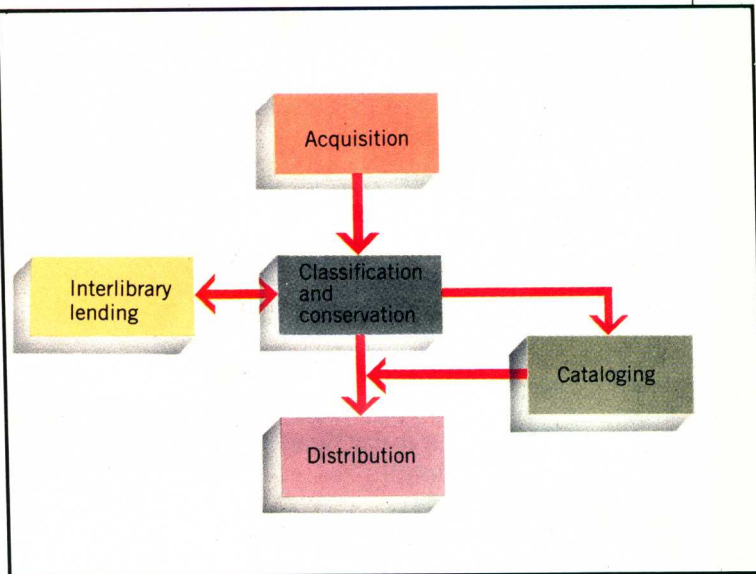 Acquisition
Interlibrary
lending
Classification
and
conservation
Cataloging
Distribution